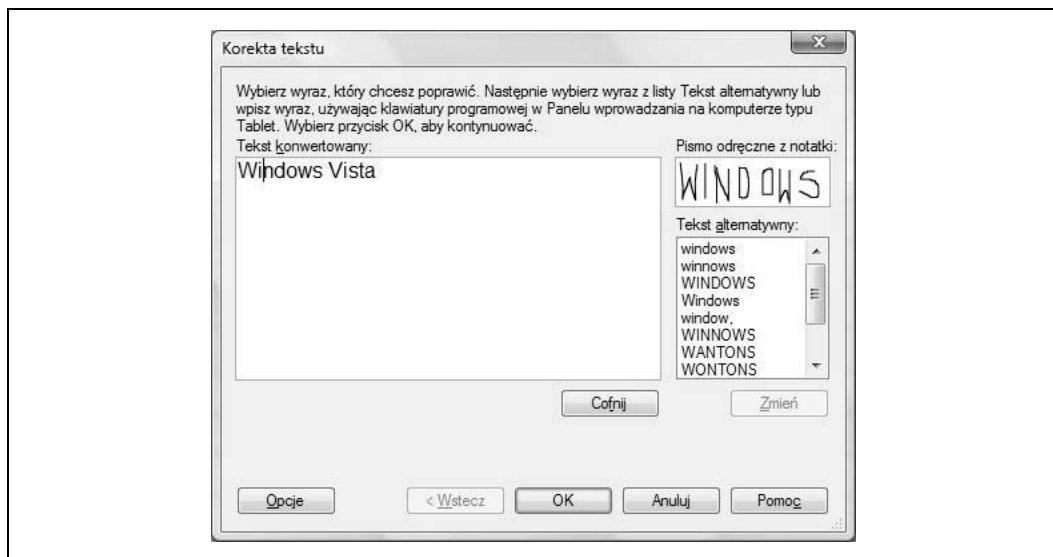 Korekta tekstu
Wybierz wyraz, który chcesz poprawić. Następnie wybierz wyraz z listy Tekst alternatywny lub
wpisz wyraz, używając klawiatury programowej w Panelu wprowadzania na komputerze typu
Tablet. Wybierz przycisk OK, aby kontynuować.
Tekst konwertowany:
Windows Vista
Pismo odręczne z notatki:
WINDOWS
Tekst alternatywny:
windows
winnows
WINDOWS
Windows
window,
WINNOWS
WANTONS
WONTONS
Cofnij
Zmień
Opcje
< Wstecz
OK
Anuluj
Pomoc